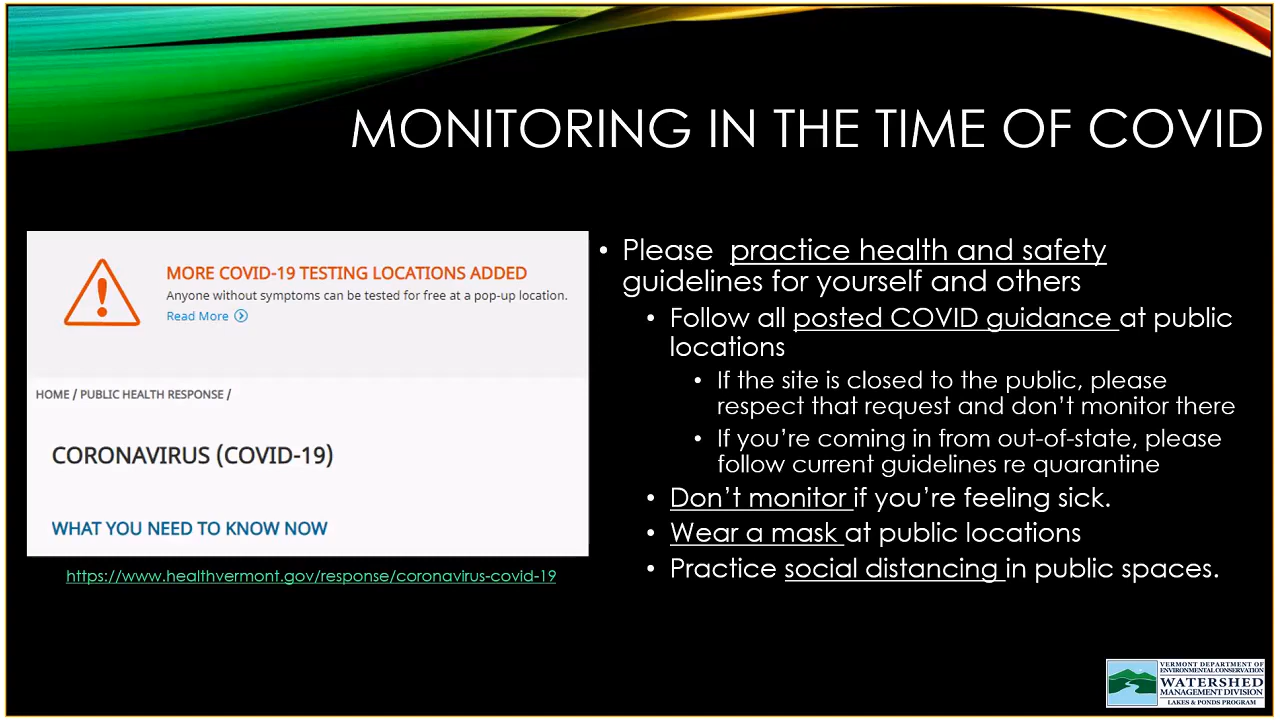 MONITORING IN THE TIME OF COVID
MORE COVID-19 TESTING LOCATIONS ADDED
Anyone without symptoms can be tested for free at a pop-up location.
Read More
HOME / PUBLIC HEALTH RESPONSE /
CORONAVIRUS (COVID-19)
WHAT YOU NEED TO KNOW NOW
https://www.healthvermont.gov/response/coronavirus-covid-19
• Please practice health and safety
guidelines for yourself and others
• Follow all posted COVID guidance at public
locations
• If the site is closed to the public, please
respect that request and don't monitor there
• If you're coming in from out-of-state, please
follow current guidelines re quarantine
• Don't monitor if you're feeling sick.
• Wear a mask at public locations
• Practice social distancing in public spaces.
VERMONT DEPARTMENT OF
ENVIRONMENTAL CONSERVATION
WATERSHED
MANAGEMENT DIVISION
LAKES & PONDS PROGRAM